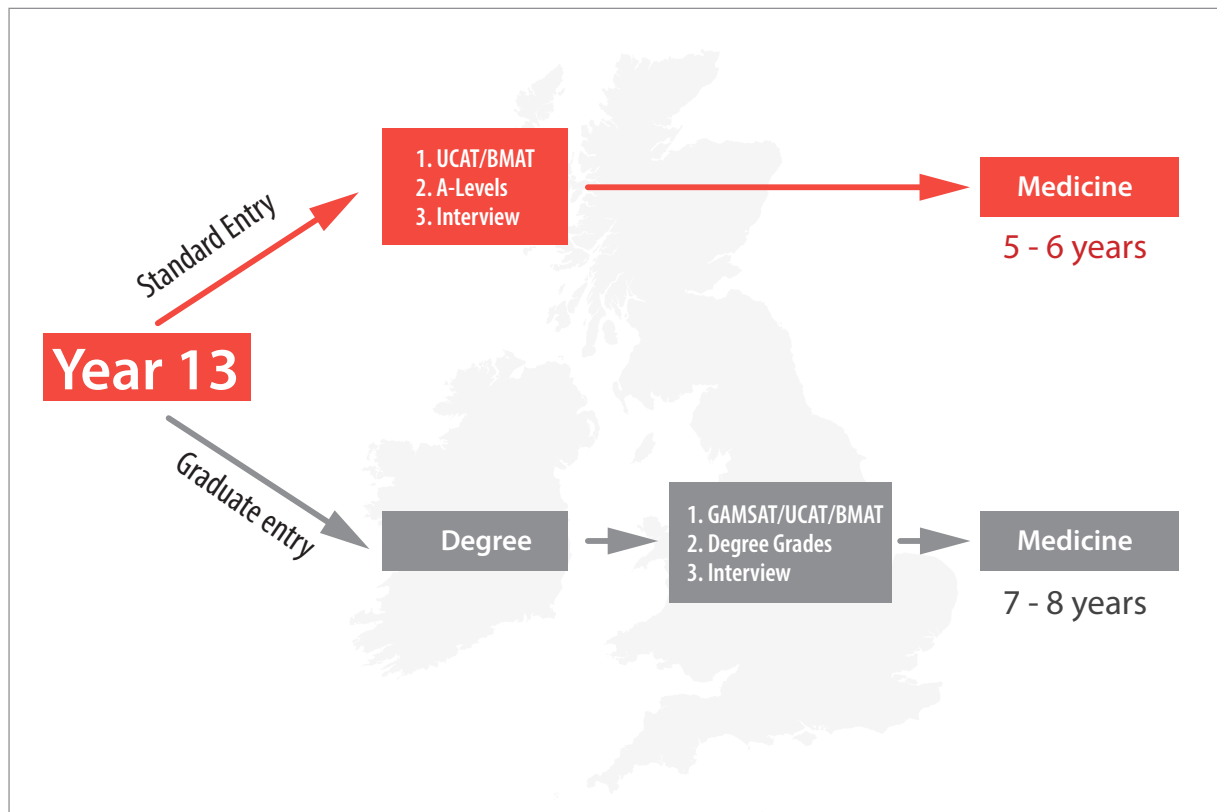 Standard Entry
1. UCAT/BMAT
2. A-Levels
3. Interview
Medicine
5 - 6 years
Year 13
Graduate entry
Degree
1. GAMSAT/UCAT/BMAT
2. Degree Grades
3. Interview
Medicine
7 - 8 years